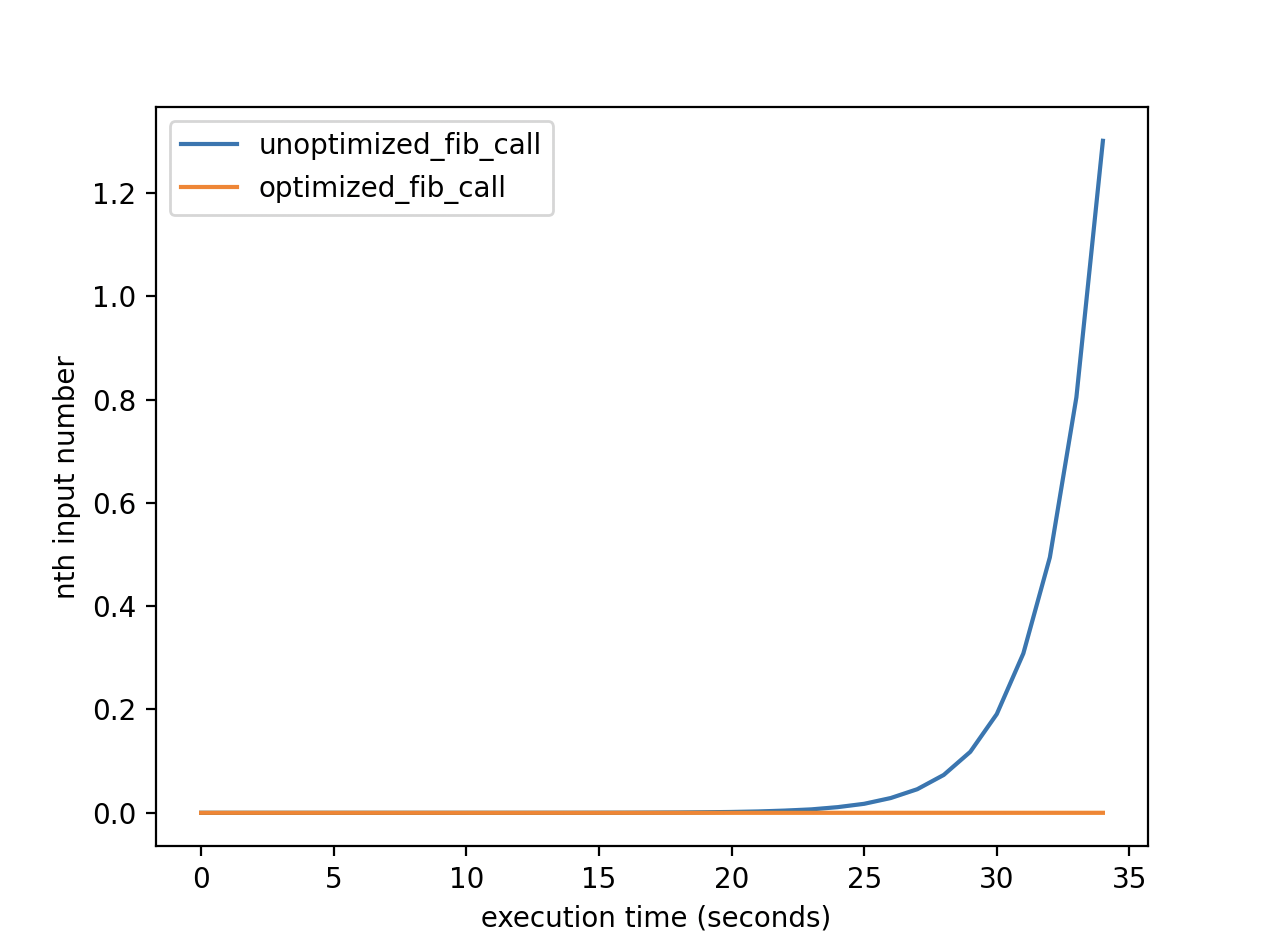 unoptimized_fib_call
optimized_fib_call
1.2
1.0
0.8
0.6
0.4
0.2
0.0
nth input number
0 5 10 15 20 25 30 35
execution time (seconds)